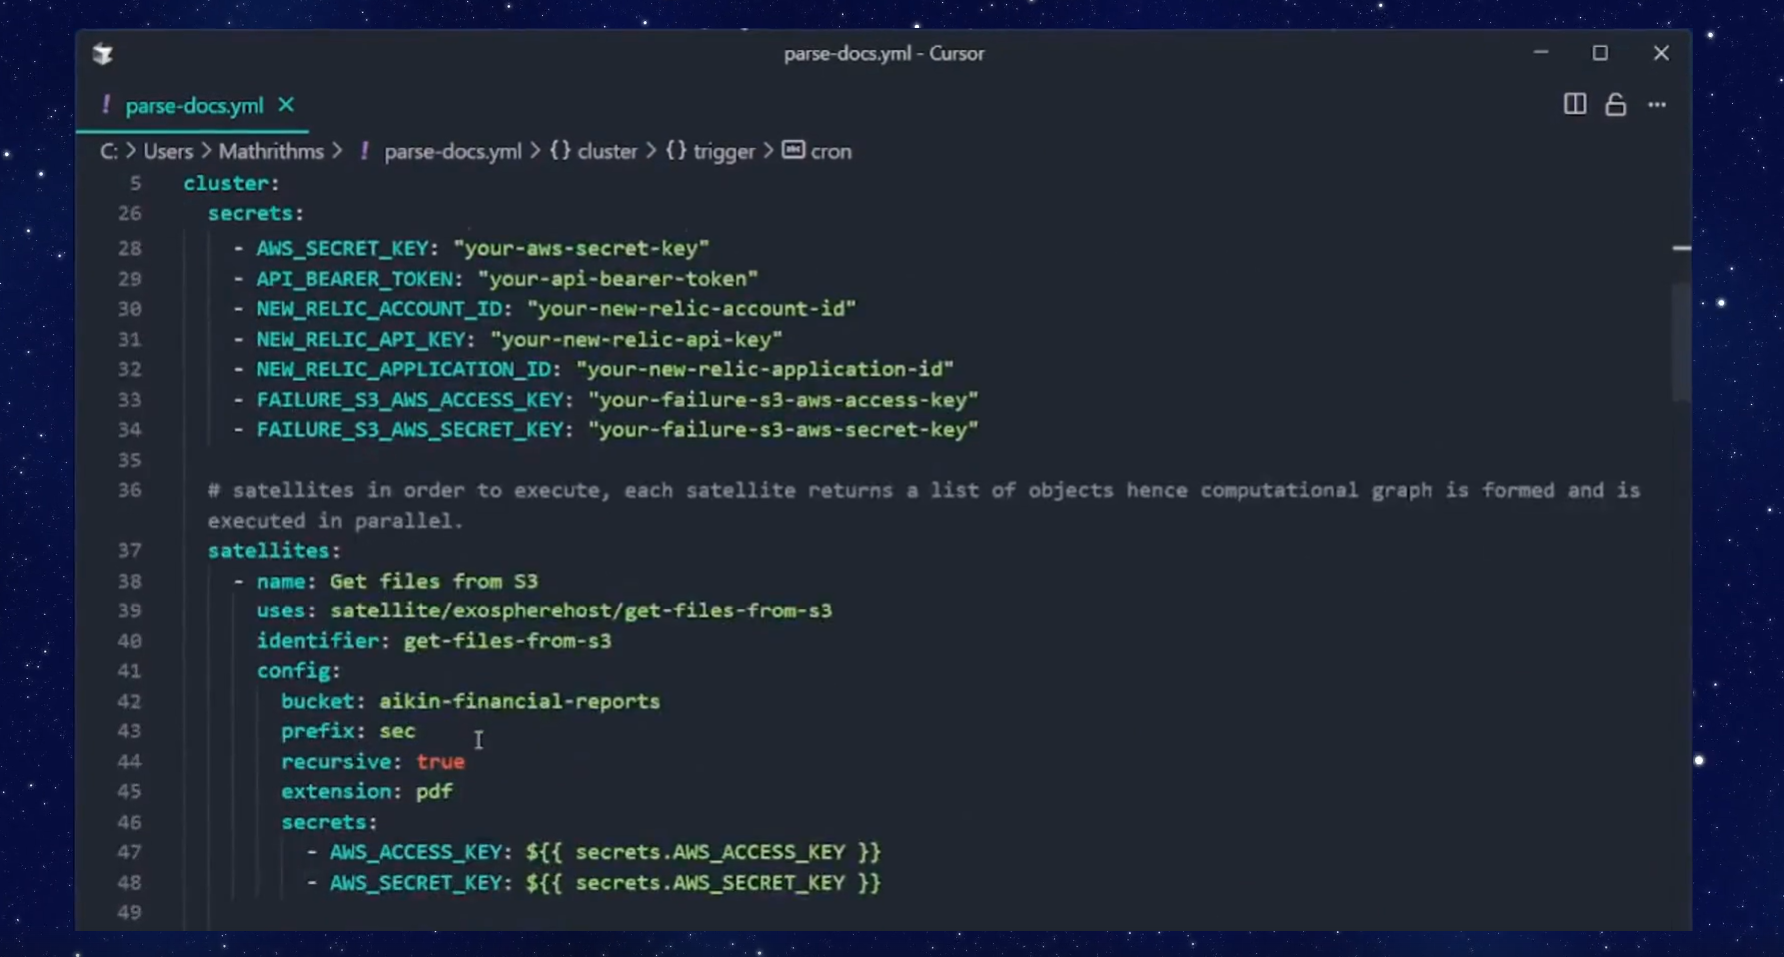 parse-docs.yml - Cursor
! parse-docs.yml
C: > Users > Mathrithms > ! parse-docs.yml > {} cluster > {} trigger > cron
5 cluster:
26 secrets:
28 - AWS_SECRET_KEY: "your-aws-secret-key"
29 - API_BEARER_TOKEN: "your-api-bearer-token"
30 - NEW_RELIC_ACCOUNT_ID: "your-new-relic-account-id"
31 - NEW_RELIC_API_KEY: "your-new-relic-api-key"
32 - NEW_RELIC_APPLICATION_ID: "your-new-relic-application-id"
33 - FAILURE_S3_AWS_ACCESS_KEY: "your-failure-s3-aws-access-key"
34 - FAILURE_S3_AWS_SECRET_KEY: "your-failure-s3-aws-secret-key"
35
36 # satellites in order to execute, each satellite returns a list of objects hence computational graph is formed and is
executed in parallel.
37 satellites:
38 - name: Get files from S3
39 uses: satellite/exospherehost/get-files-from-s3
40 identifier: get-files-from-s3
41 config:
42 bucket: aikin-financial-reports
43 prefix: sec
44 recursive: true
45 extension: pdf
46 secrets:
47 - AWS_ACCESS_KEY: ${{ secrets.AWS_ACCESS_KEY }}
48 - AWS_SECRET_KEY: ${{ secrets.AWS_SECRET_KEY }}
49